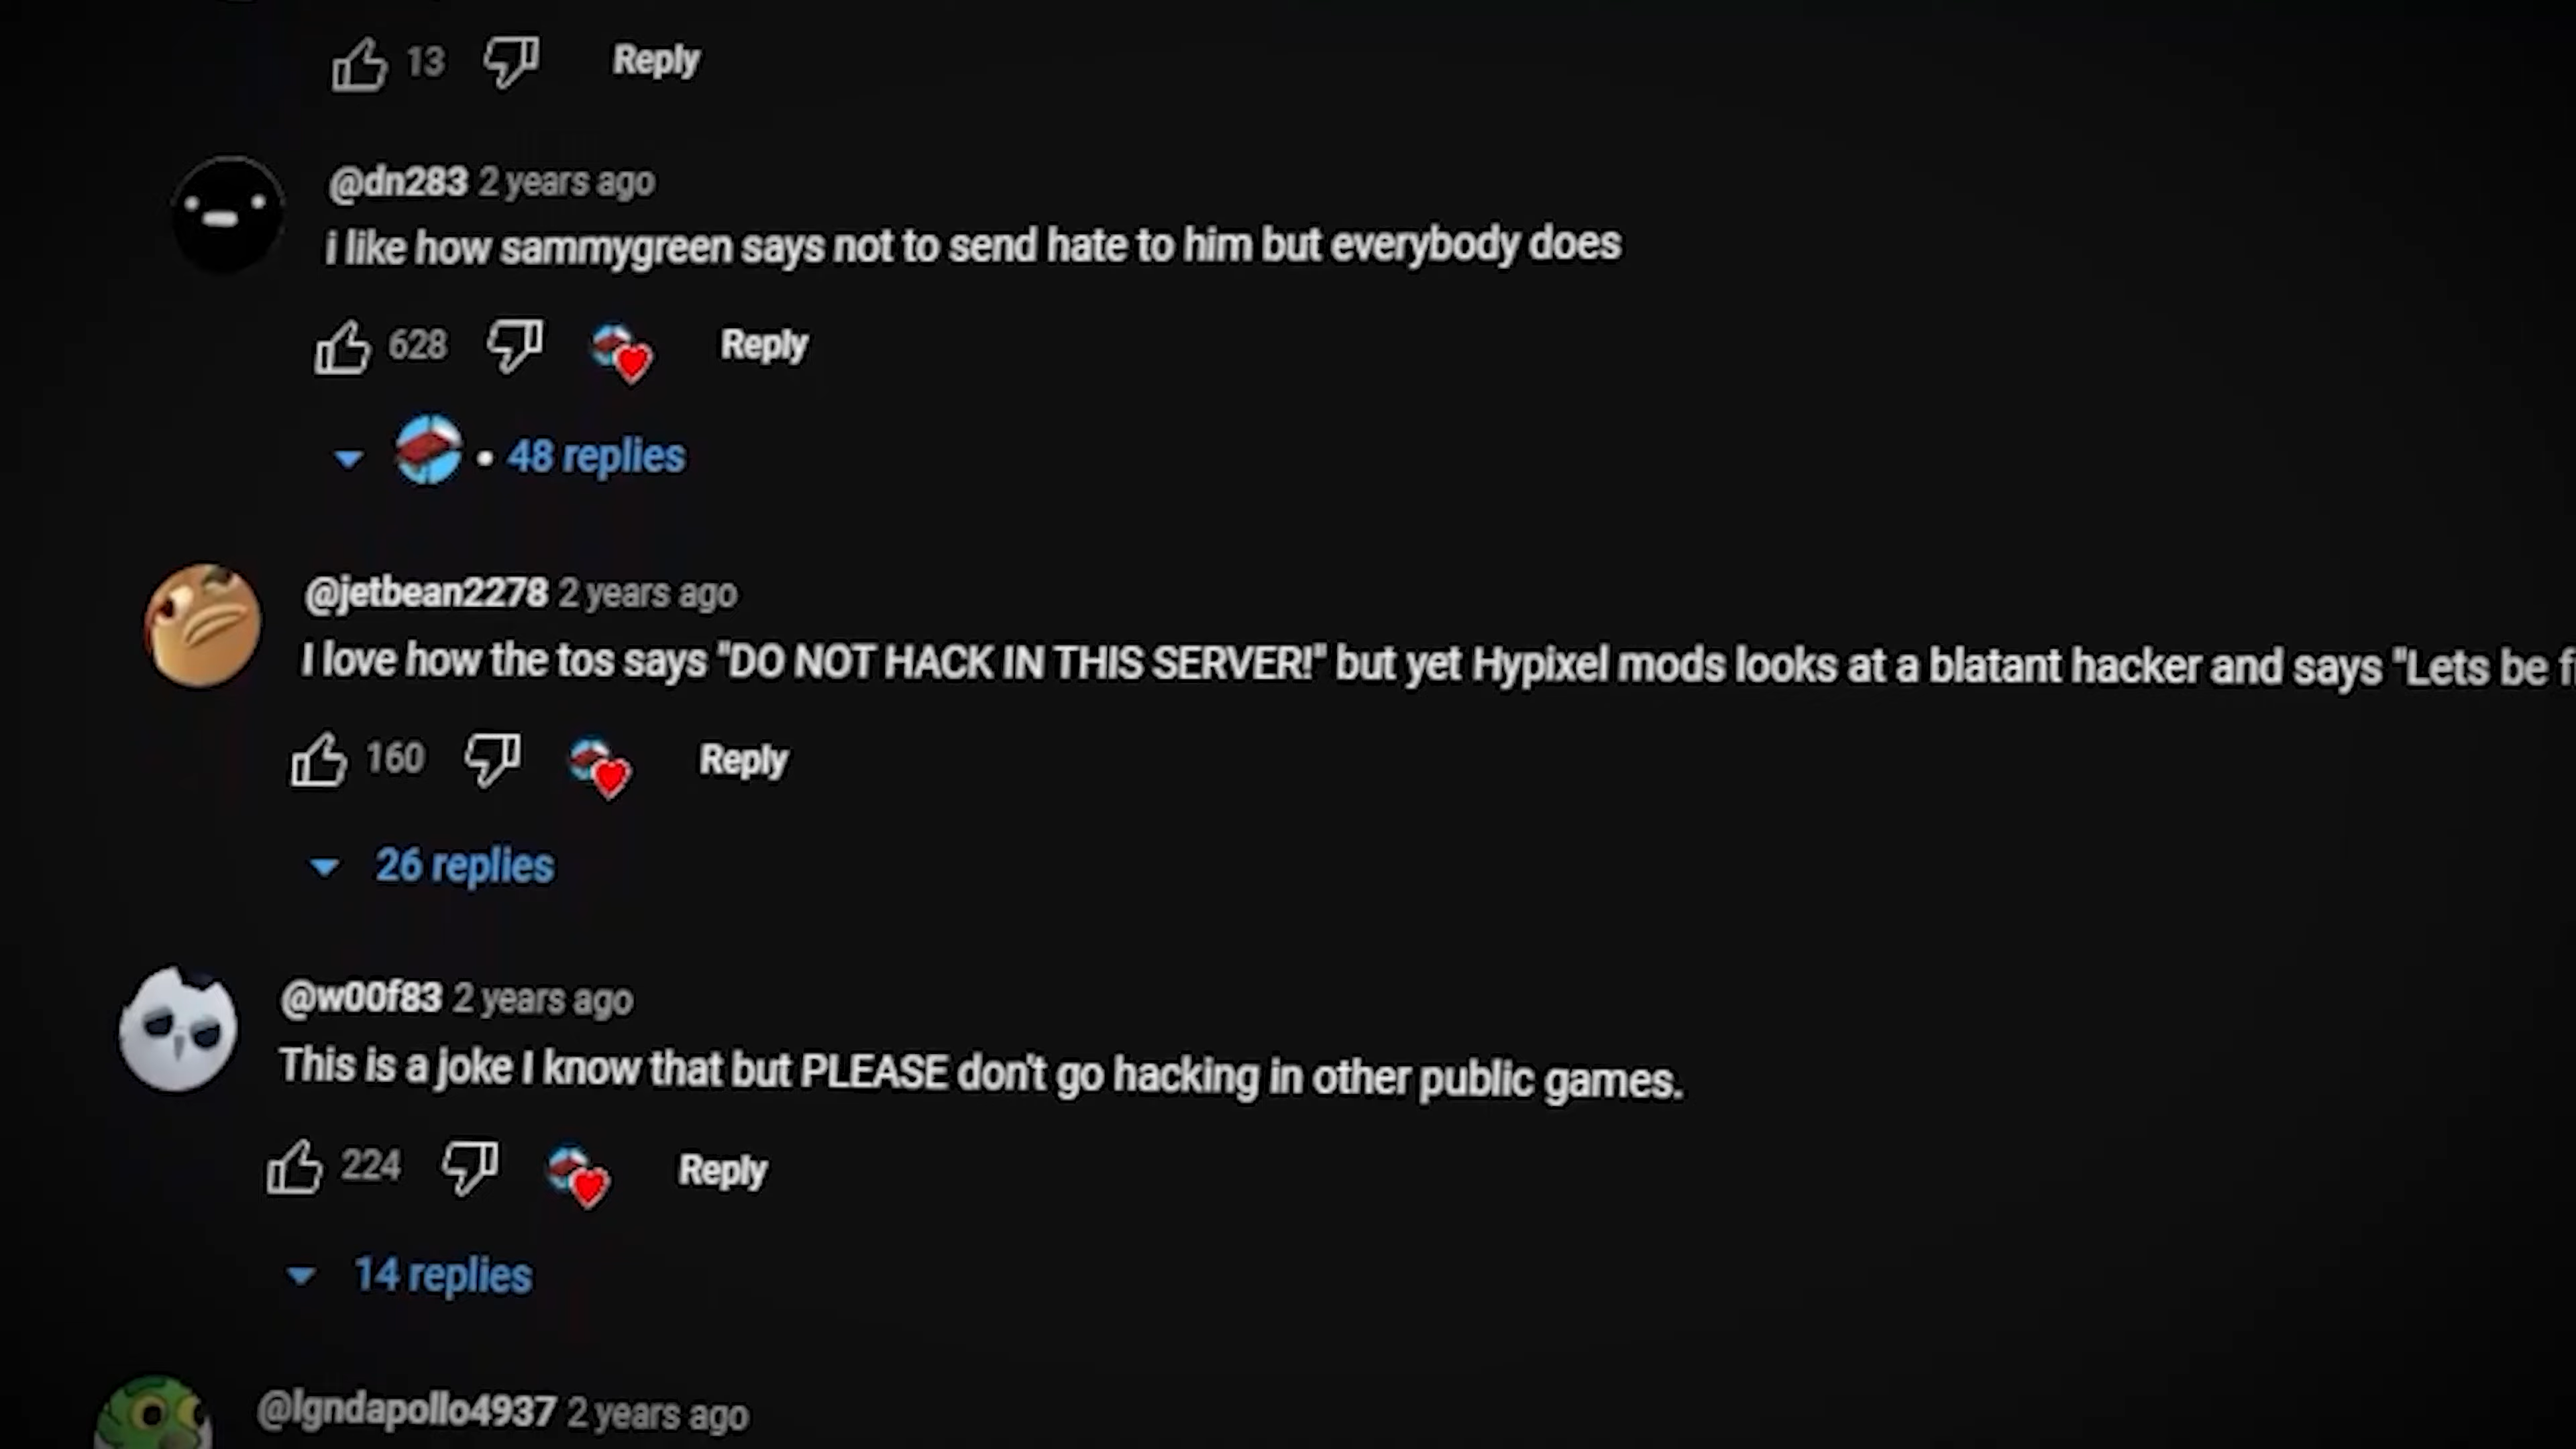 13 Reply
@dn283 2 years ago
i like how sammygreen says not to send hate to him but everybody does
628 Reply
• 48 replies
@jetbean2278 2 years ago
I love how the tos says "DO NOT HACK IN THIS SERVER!" but yet Hypixel mods looks at a blatant hacker and says "Lets be
160 Reply
26 replies
@w00f83 2 years ago
This is a joke I know that but PLEASE don't go hacking in other public games.
224 Reply
14 replies
@lgndapollo4937 2 years ago